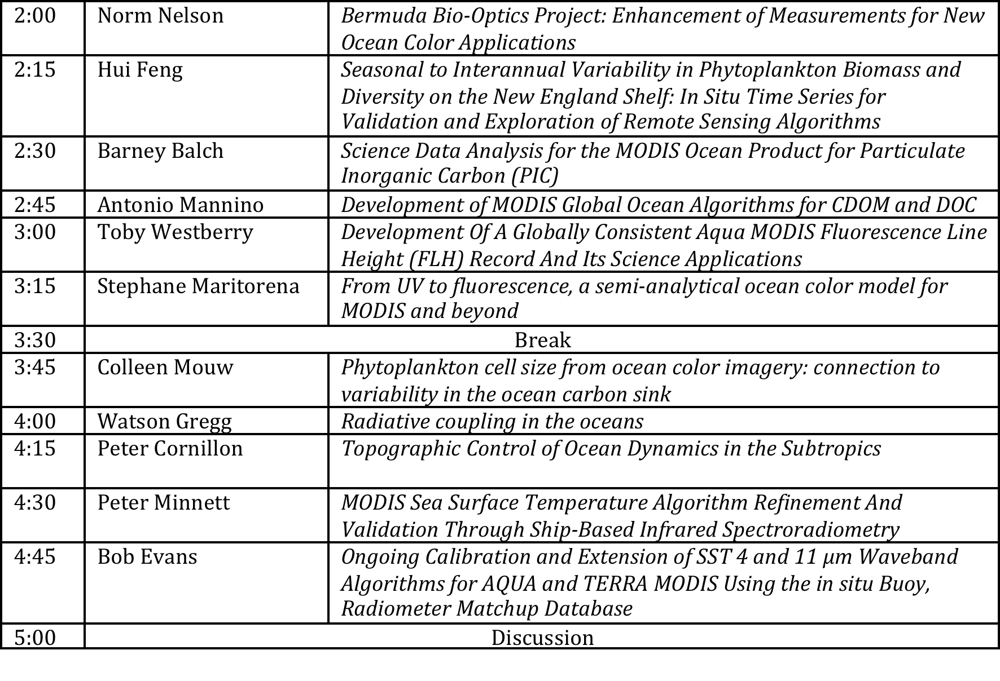 2:00 Norm Nelson Bermuda Bio-Optics Project: Enhancement of Measurements for New
Ocean Color Applications
2:15 Hui Feng Seasonal to Interannual Variability in Phytoplankton Biomass and
Diversity on the New England Shelf: In Situ Time Series for
Validation and Exploration of Remote Sensing Algorithms
2:30 Barney Balch Science Data Analysis for the MODIS Ocean Product for Particulate
Inorganic Carbon (PIC)
2:45 Antonio Mannino Development of MODIS Global Ocean Algorithms for CDOM and DOC
3:00 Toby Westberry Development Of A Globally Consistent Aqua MODIS Fluorescence Line
Height (FLH) Record And Its Science Applications
3:15 Stephane Maritorena From UV to fluorescence, a semi-analytical ocean color model for
MODIS and beyond
3:30 Break
3:45 Colleen Mouw Phytoplankton cell size from ocean color imagery: connection to
variability in the ocean carbon sink
4:00 Watson Gregg Radiative coupling in the oceans
4:15 Peter Cornillon Topographic Control of Ocean Dynamics in the Subtropics
4:30 Peter Minnett MODIS Sea Surface Temperature Algorithm Refinement And
Validation Through Ship-Based Infrared Spectroradiometry
4:45 Bob Evans Ongoing Calibration and Extension of SST 4 and 11 µm Waveband
Algorithms for AQUA and TERRA MODIS Using the in situ Buoy,
Radiometer Matchup Database
5:00 Discussion